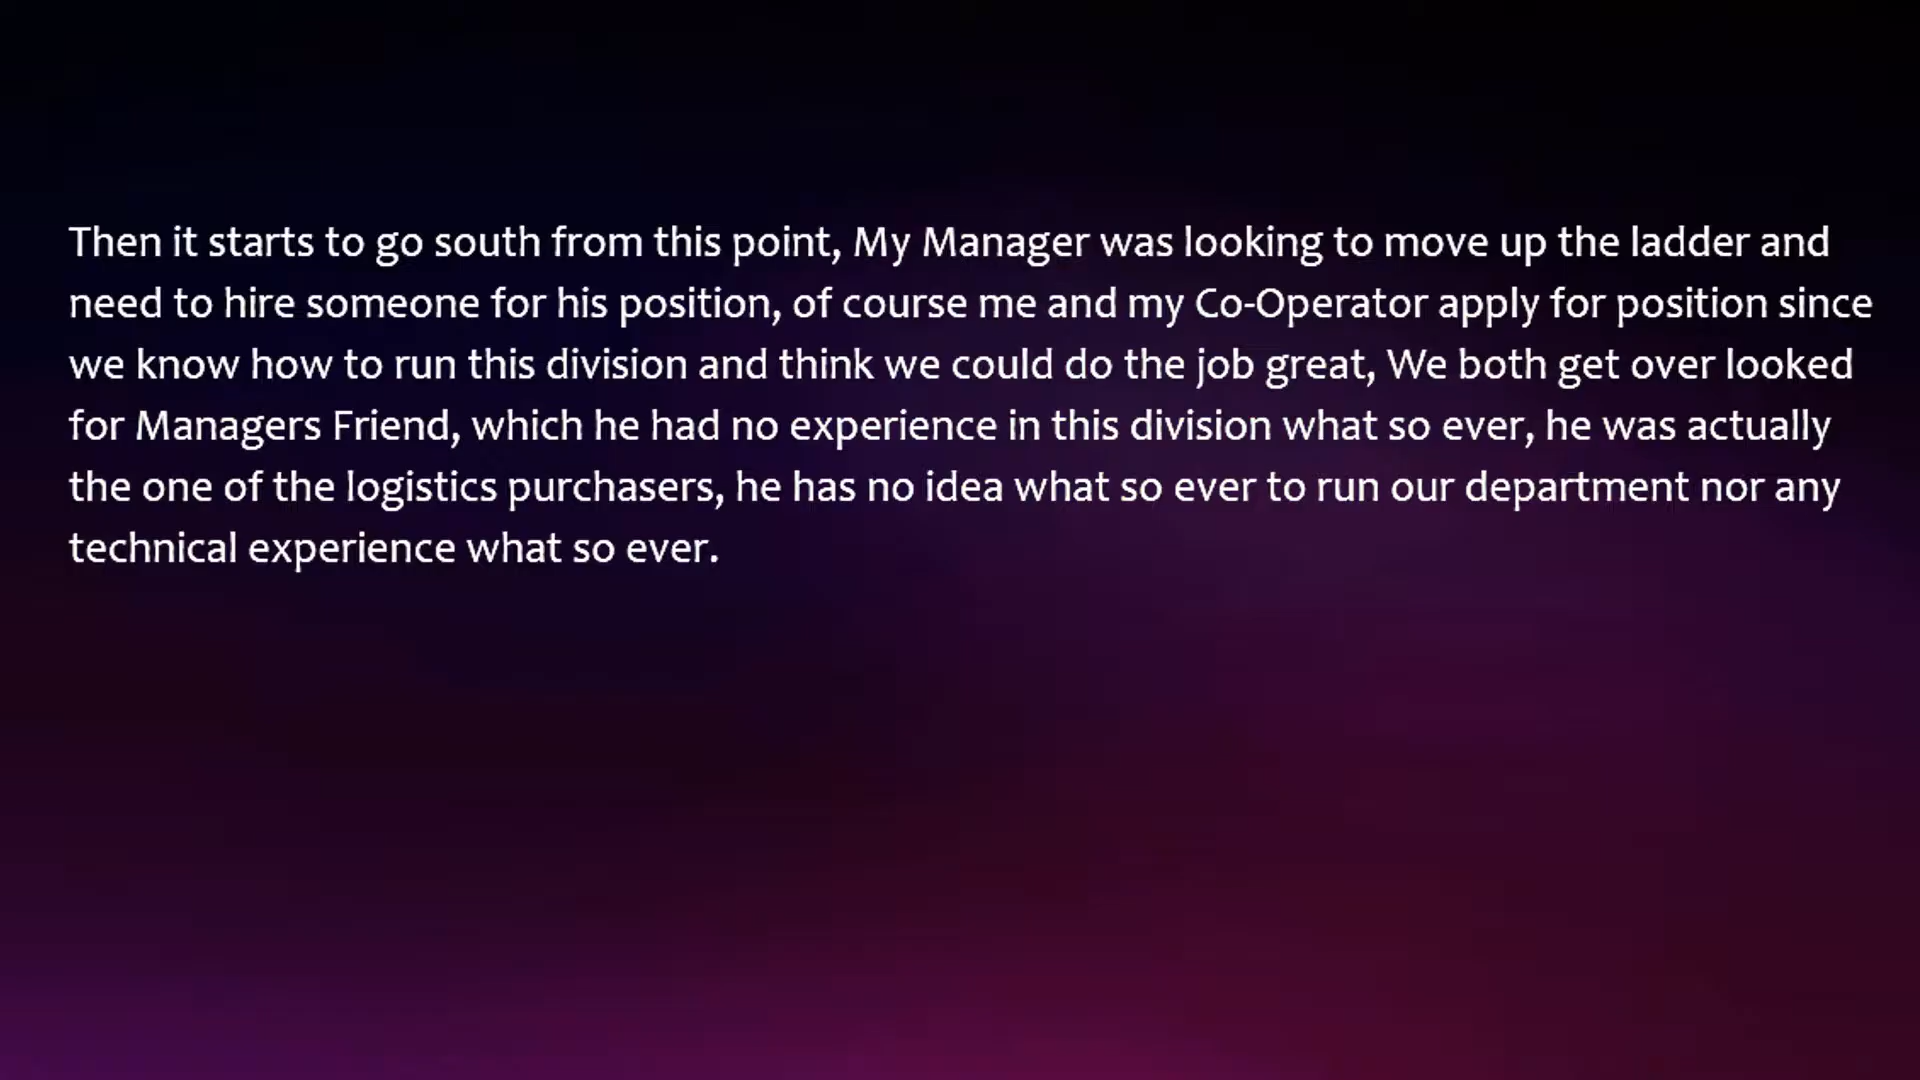 Then it starts to go south from this point, My Manager was looking to move up the ladder and
need to hire someone for his position, of course me and my Co-Operator apply for position since
we know how to run this division and think we could do the job great, We both get over looked
for Managers Friend, which he had no experience in this division what so ever, he was actually
the one of the logistics purchasers, he has no idea what so ever to run our department nor any
technical experience what so ever.